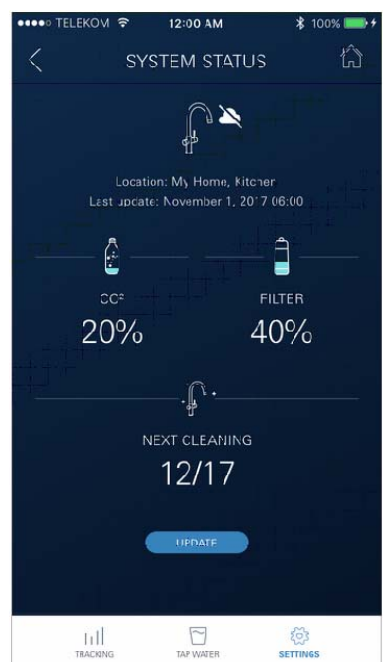 TELEKOM 12:00 AM 100%
SYSTEM STATUS
Location: My Home, Kitchen
Last update: November 1, 2017 06:00
CO² FILTER
20% 40%
NEXT CLEANING
12/17
UPDATE
TRACKING TAP WATER SETTINGS